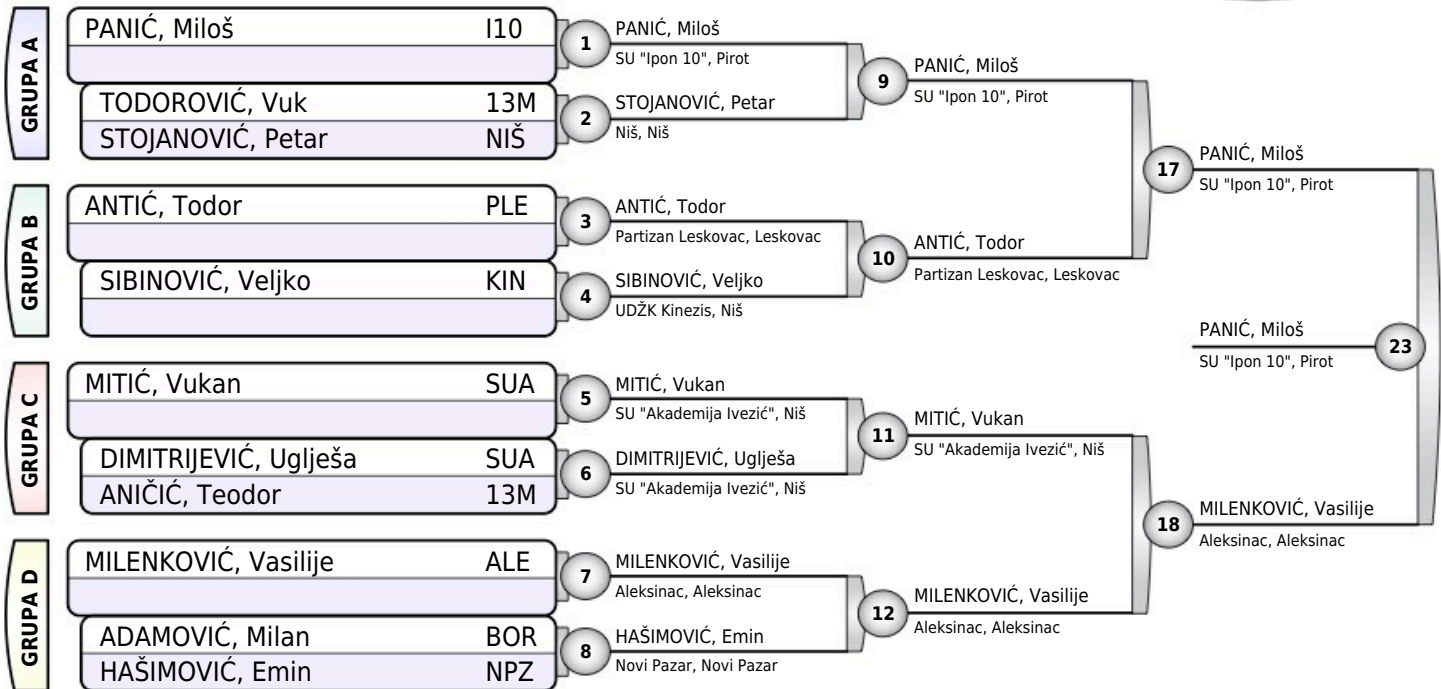 GRUPA A
PANIĆ, Miloš I10
TODOROVIĆ, Vuk 13M
STOJANOVIĆ, Petar NIŠ
GRUPA B
ANTIĆ, Todor PLE
SIBINOVIĆ, Veljko KIN
GRUPA C
MITIĆ, Vukan SUA
DIMITRIJEVIĆ, Uglješa SUA
ANIČIĆ, Teodor 13M
GRUPA D
MILENKOVIĆ, Vasilije ALE
ADAMOVIĆ, Milan BOR
HAŠIMOVIĆ, Emin NPZ
1
PANIĆ, Miloš
SU "Ipon 10", Pirot
2
STOJANOVIĆ, Petar
Niš, Niš
3
ANTIĆ, Todor
Partizan Leskovac, Leskovac
4
SIBINOVIĆ, Veljko
UDŽK Kinezis, Niš
5
MITIĆ, Vukan
SU "Akademija Ivezić", Niš
6
DIMITRIJEVIĆ, Uglješa
SU "Akademija Ivezić", Niš
7
MILENKOVIĆ, Vasilije
Aleksinac, Aleksinac
8
HAŠIMOVIĆ, Emin
Novi Pazar, Novi Pazar
9
PANIĆ, Miloš
SU "Ipon 10", Pirot
10
ANTIĆ, Todor
Partizan Leskovac, Leskovac
11
MITIĆ, Vukan
SU "Akademija Ivezić", Niš
12
MILENKOVIĆ, Vasilije
Aleksinac, Aleksinac
17
PANIĆ, Miloš
SU "Ipon 10", Pirot
18
MILENKOVIĆ, Vasilije
Aleksinac, Aleksinac
PANIĆ, Miloš
SU "Ipon 10", Pirot
23